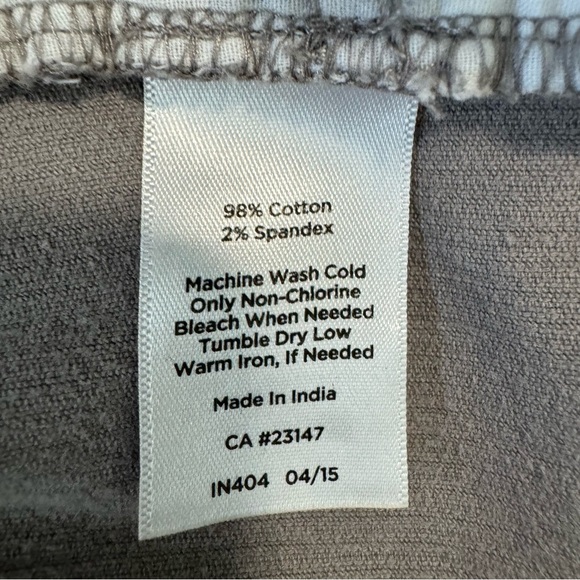 98% Cotton
2% Spandex
Machine Wash Cold
Only Non-Chlorine
Bleach When Needed
Tumble Dry Low
Warm Iron, If Needed
Made In India
CA #23147
IN404 04/15